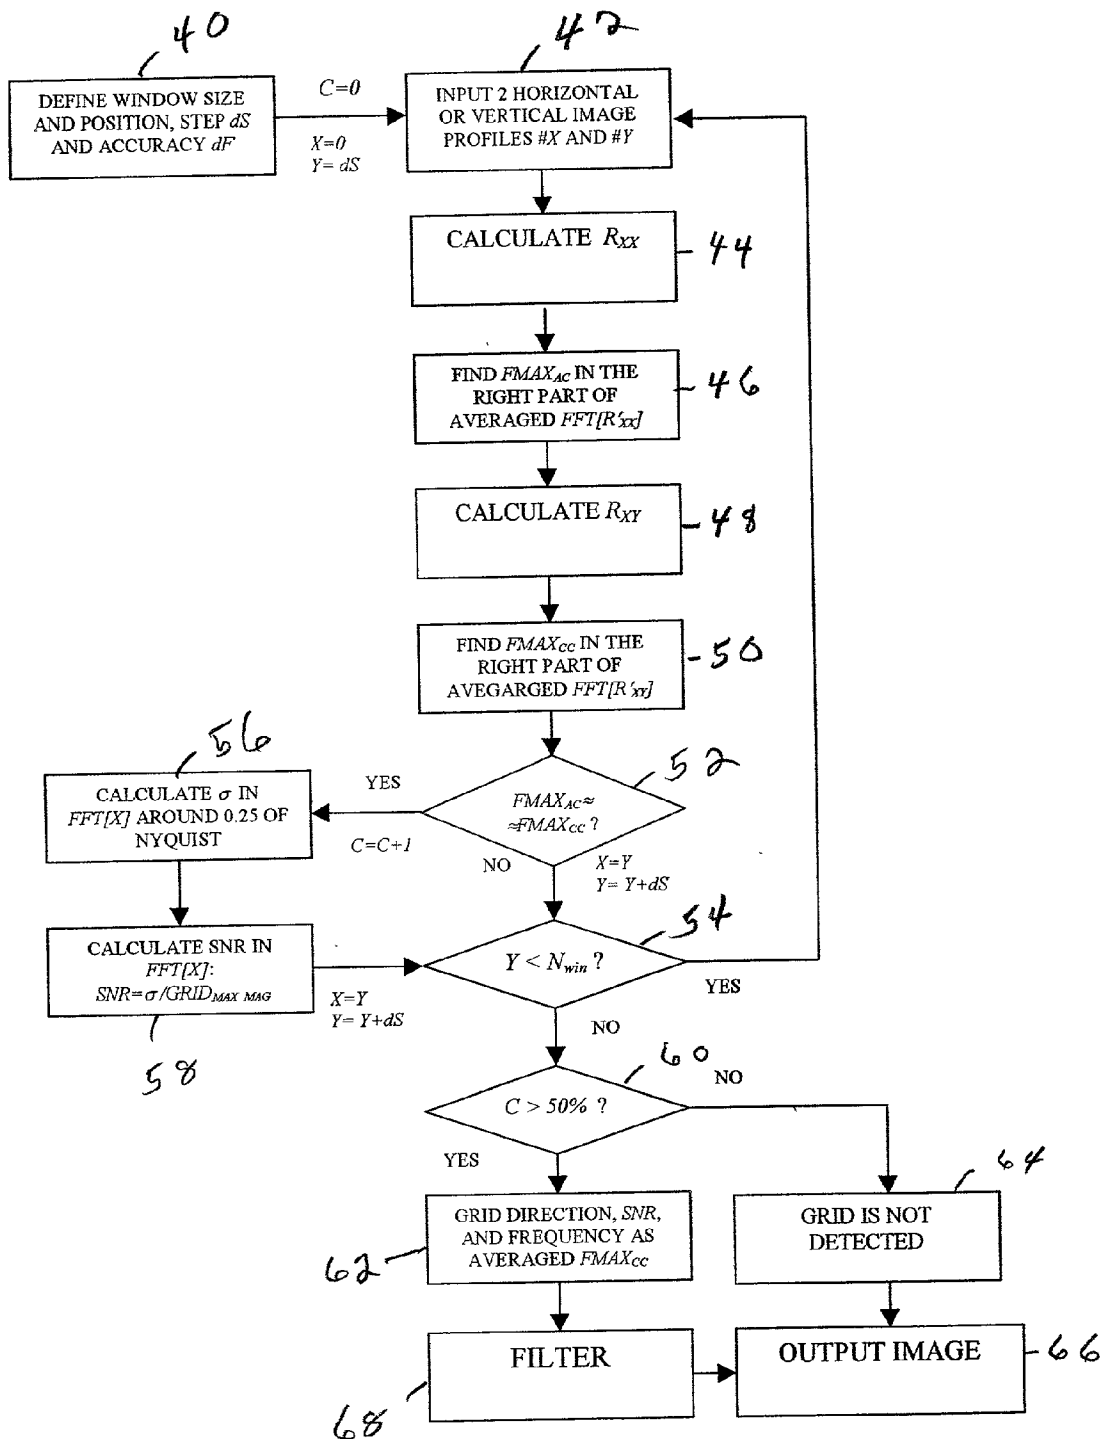 40
DEFINE WINDOW SIZE
AND POSITION, STEP dS
AND ACCURACY dF
C=0
X=0
Y= dS
42
INPUT 2 HORIZONTAL
OR VERTICAL IMAGE
PROFILES #X AND #Y
CALCULATE RXX
44
FIND FMAXAC IN THE
RIGHT PART OF
AVERAGED FFT[R'XX]
46
CALCULATE RXY
48
FIND FMAXCC IN THE
RIGHT PART OF
AVEGARGED FFT[R'XY]
50
52
FMAXAC≈
≈FMAXCC ?
YES
C=C+1
56
CALCULATE σ IN
FFT[X] AROUND 0.25 OF
NYQUIST
NO
X=Y
Y= Y+dS
CALCULATE SNR IN
FFT[X]:
SNR=σ/GRIDMAX MAG
58
X=Y
Y= Y+dS
54
Y < Nwin ?
YES
NO
60
C > 50% ?
NO
YES
62
GRID DIRECTION, SNR,
AND FREQUENCY AS
AVERAGED FMAXCC
64
GRID IS NOT
DETECTED
FILTER
68
OUTPUT IMAGE
66